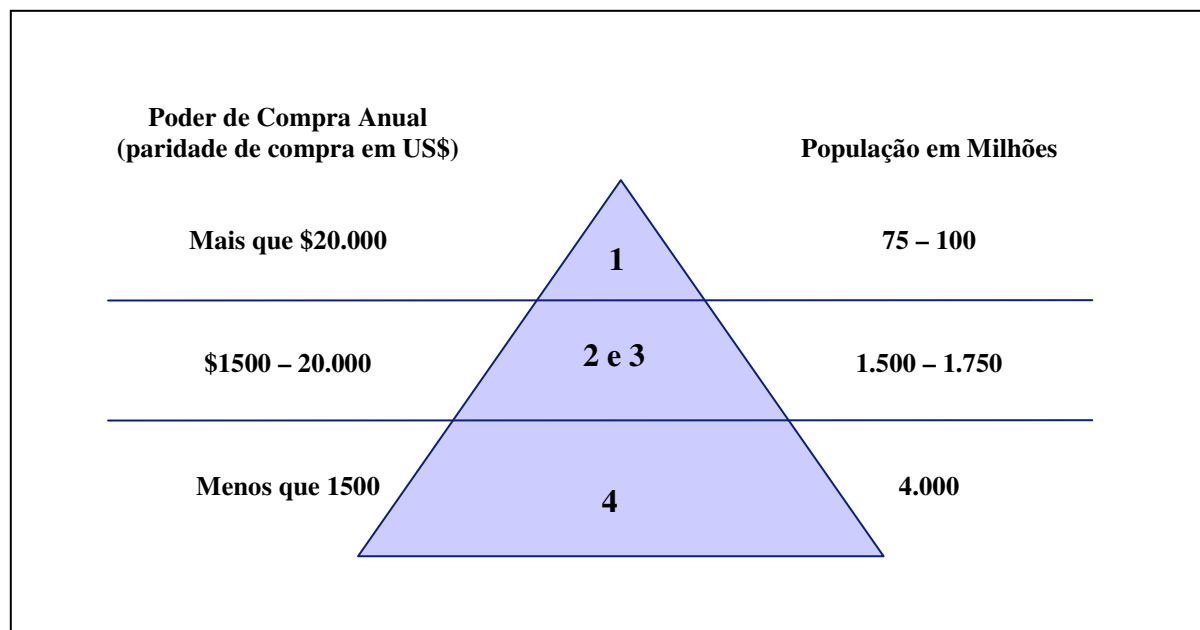 Poder de Compra Anual
(paridade de compra em US$)
População em Milhões
Mais que $20.000
1
75 – 100
$1500 – 20.000
2 e 3
1.500 – 1.750
Menos que 1500
4
4.000